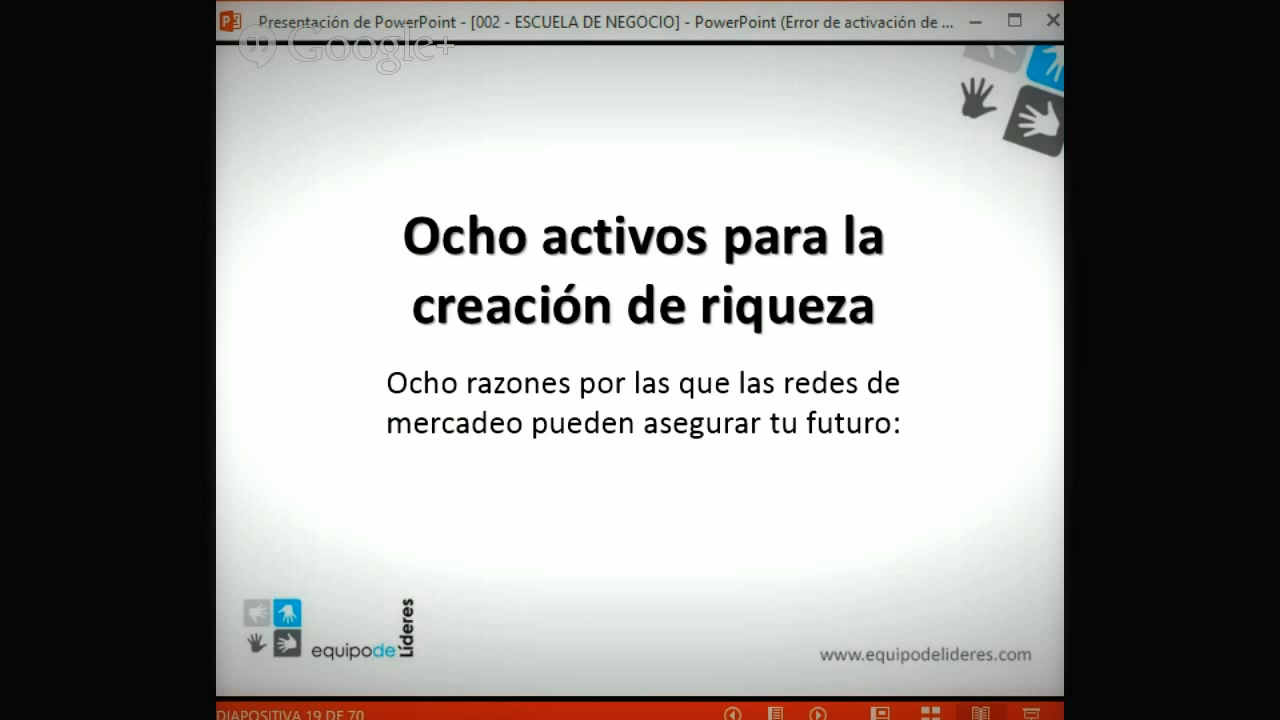 Presentación de PowerPoint - [002 - ESCUELA DE NEGOCIO] - PowerPoint (Error de activación de ...
Google+
Ocho activos para la
creación de riqueza
Ocho razones por las que las redes de
mercadeo pueden asegurar tu futuro:
equipode Líderes
www.equipodelideres.com
DIAPOSITIVA 19 DE 70